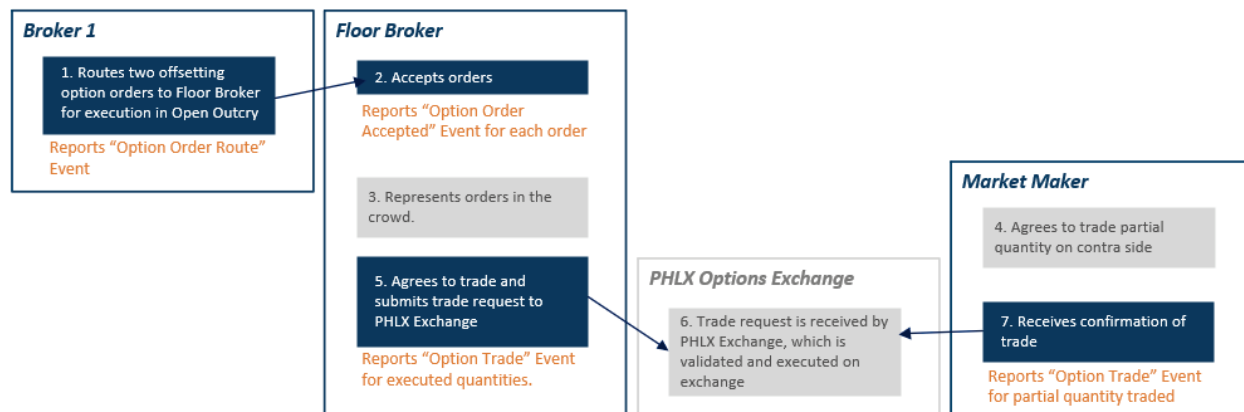 Broker 1
1. Routes two offsetting
option orders to Floor Broker
for execution in Open Outcry
Reports “Option Order Route”
Event
Floor Broker
2. Accepts orders
Reports “Option Order
Accepted” Event for each order
3. Represents orders in the
crowd.
5. Agrees to trade and
submits trade request to
PHLX Exchange
Reports “Option Trade” Event
for executed quantities.
PHLX Options Exchange
6. Trade request is received by
PHLX Exchange, which is
validated and executed on
exchange
Market Maker
4. Agrees to trade partial
quantity on contra side
7. Receives confirmation of
trade
Reports “Option Trade” Event
for partial quantity traded